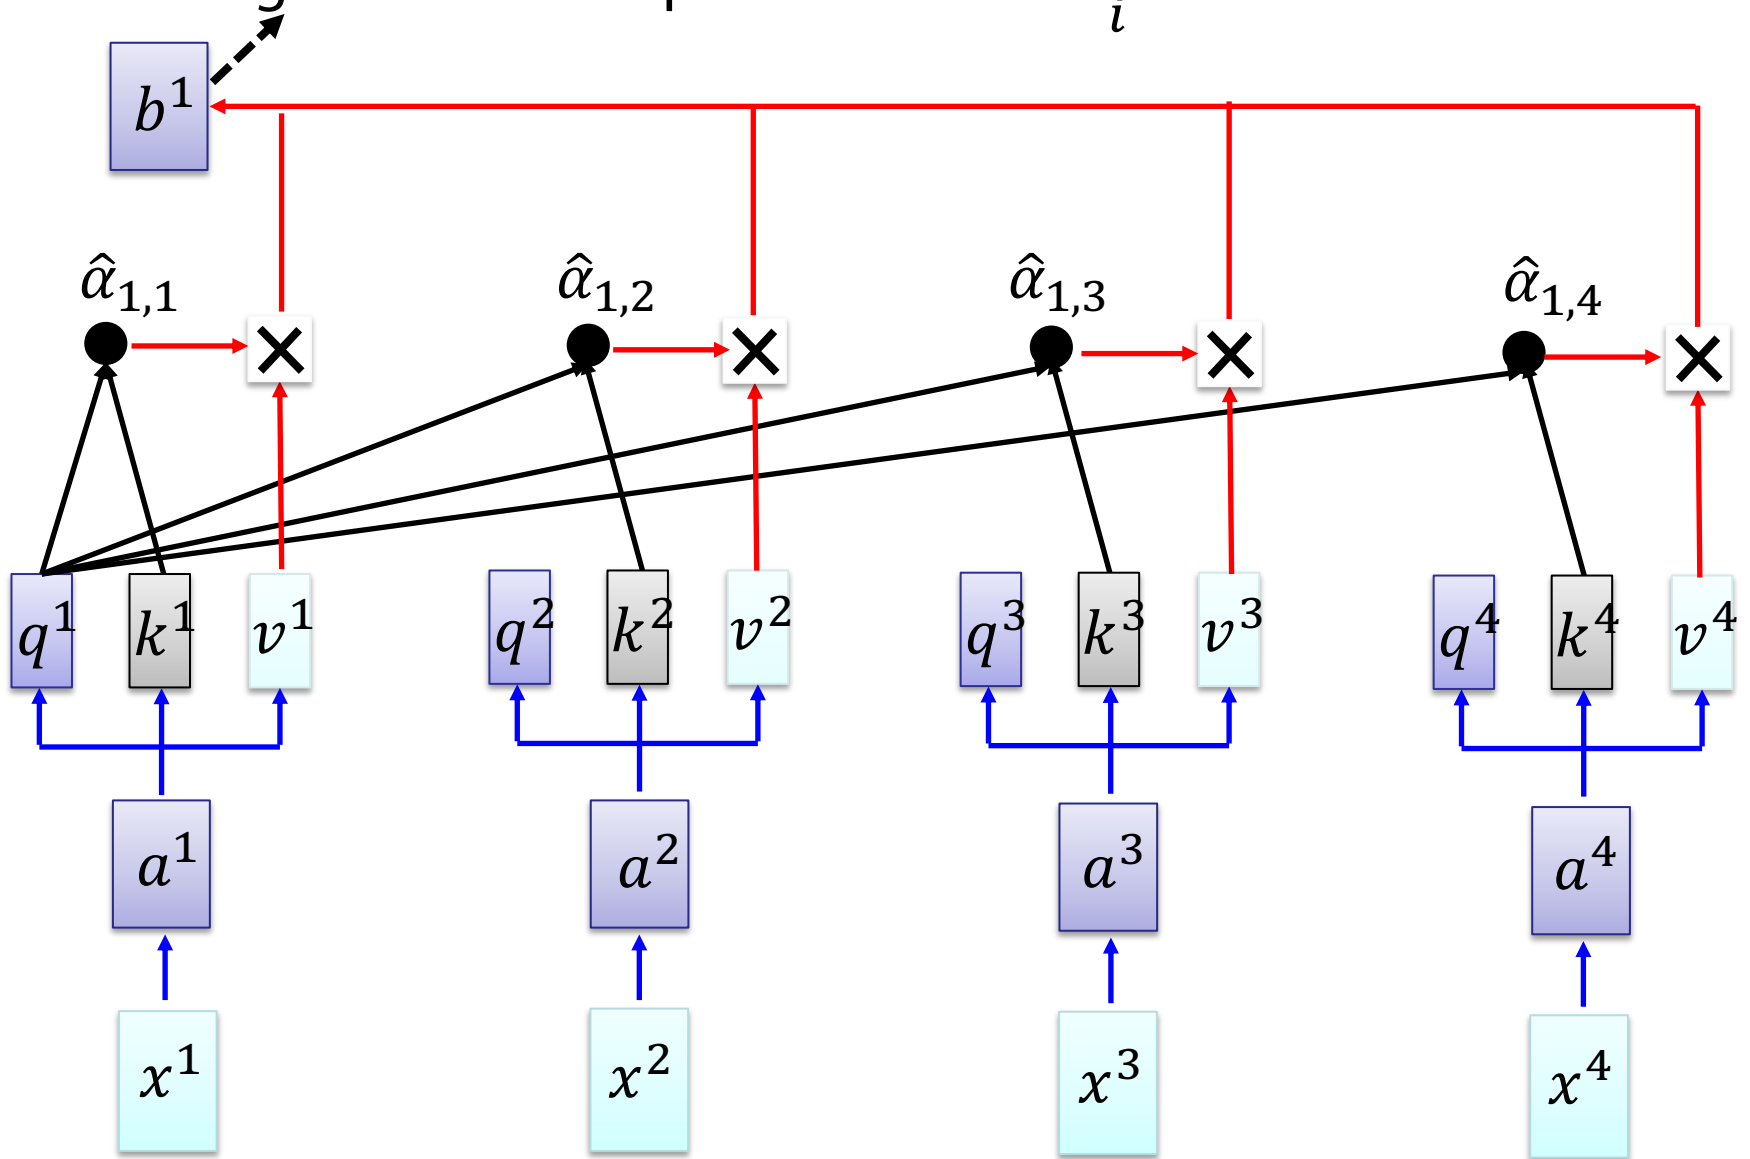 i
b¹
α̂₁,₁ α̂₁,₂ α̂₁,₃ α̂₁,₄
× × × ×
q¹ k¹ v¹ q² k² v² q³ k³ v³ q⁴ k⁴ v⁴
a¹ a² a³ a⁴
x¹ x² x³ x⁴